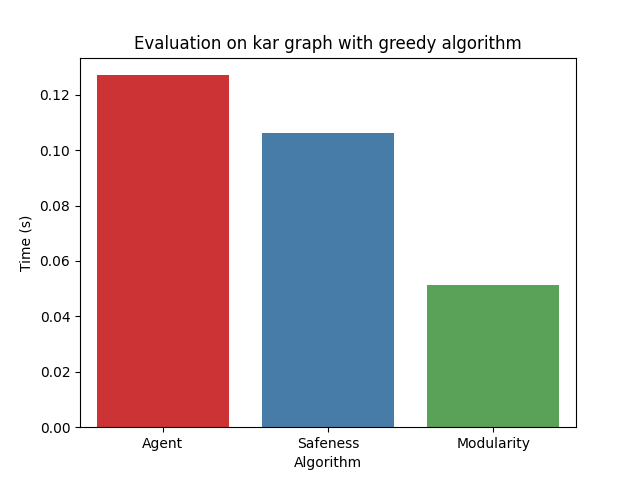 Evaluation on kar graph with greedy algorithm
0.12
0.10
0.08
0.06
0.04
0.02
0.00
Time (s)
Agent
Safeness
Modularity
Algorithm